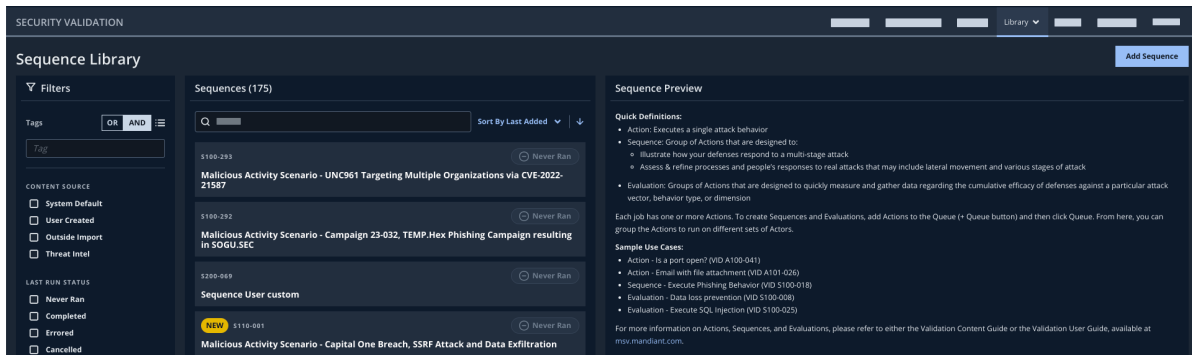 SECURITY VALIDATION
Library
Sequence Library
Add Sequence
Filters
Tags
OR AND
Tag
CONTENT SOURCE
System Default
User Created
Outside Import
Threat Intel
LAST RUN STATUS
Never Ran
Completed
Errored
Cancelled
Sequences (175)
Sort By Last Added
S100-293
Never Ran
Malicious Activity Scenario - UNC961 Targeting Multiple Organizations via CVE-2022-
21587
S100-292
Never Ran
Malicious Activity Scenario - Campaign 23-032, TEMP.Hex Phishing Campaign resulting
in SOGU.SEC
S200-069
Never Ran
Sequence User custom
NEW S110-001
Never Ran
Malicious Activity Scenario - Capital One Breach, SSRF Attack and Data Exfiltration
Sequence Preview
Quick Definitions:
• Action: Executes a single attack behavior
• Sequence: Group of Actions that are designed to:
Illustrate how your defenses respond to a multi-stage attack
Assess & refine processes and people's responses to real attacks that may include lateral movement and various stages of attack
• Evaluation: Groups of Actions that are designed to quickly measure and gather data regarding the cumulative efficacy of defenses against a particular attack
vector, behavior type, or dimension
Each job has one or more Actions. To create Sequences and Evaluations, add Actions to the Queue (+ Queue button) and then click Queue. From here, you can
group the Actions to run on different sets of Actors.
Sample Use Cases:
• Action - Is a port open? (VID A100-041)
• Action - Email with file attachment (VID A101-026)
• Sequence - Execute Phishing Behavior (VID S100-018)
• Evaluation - Data loss prevention (VID S100-008)
• Evaluation - Execute SQL Injection (VID S100-025)
For more information on Actions, Sequences, and Evaluations, please refer to either the Validation Content Guide or the Validation User Guide, available at
msv.mandiant.com.